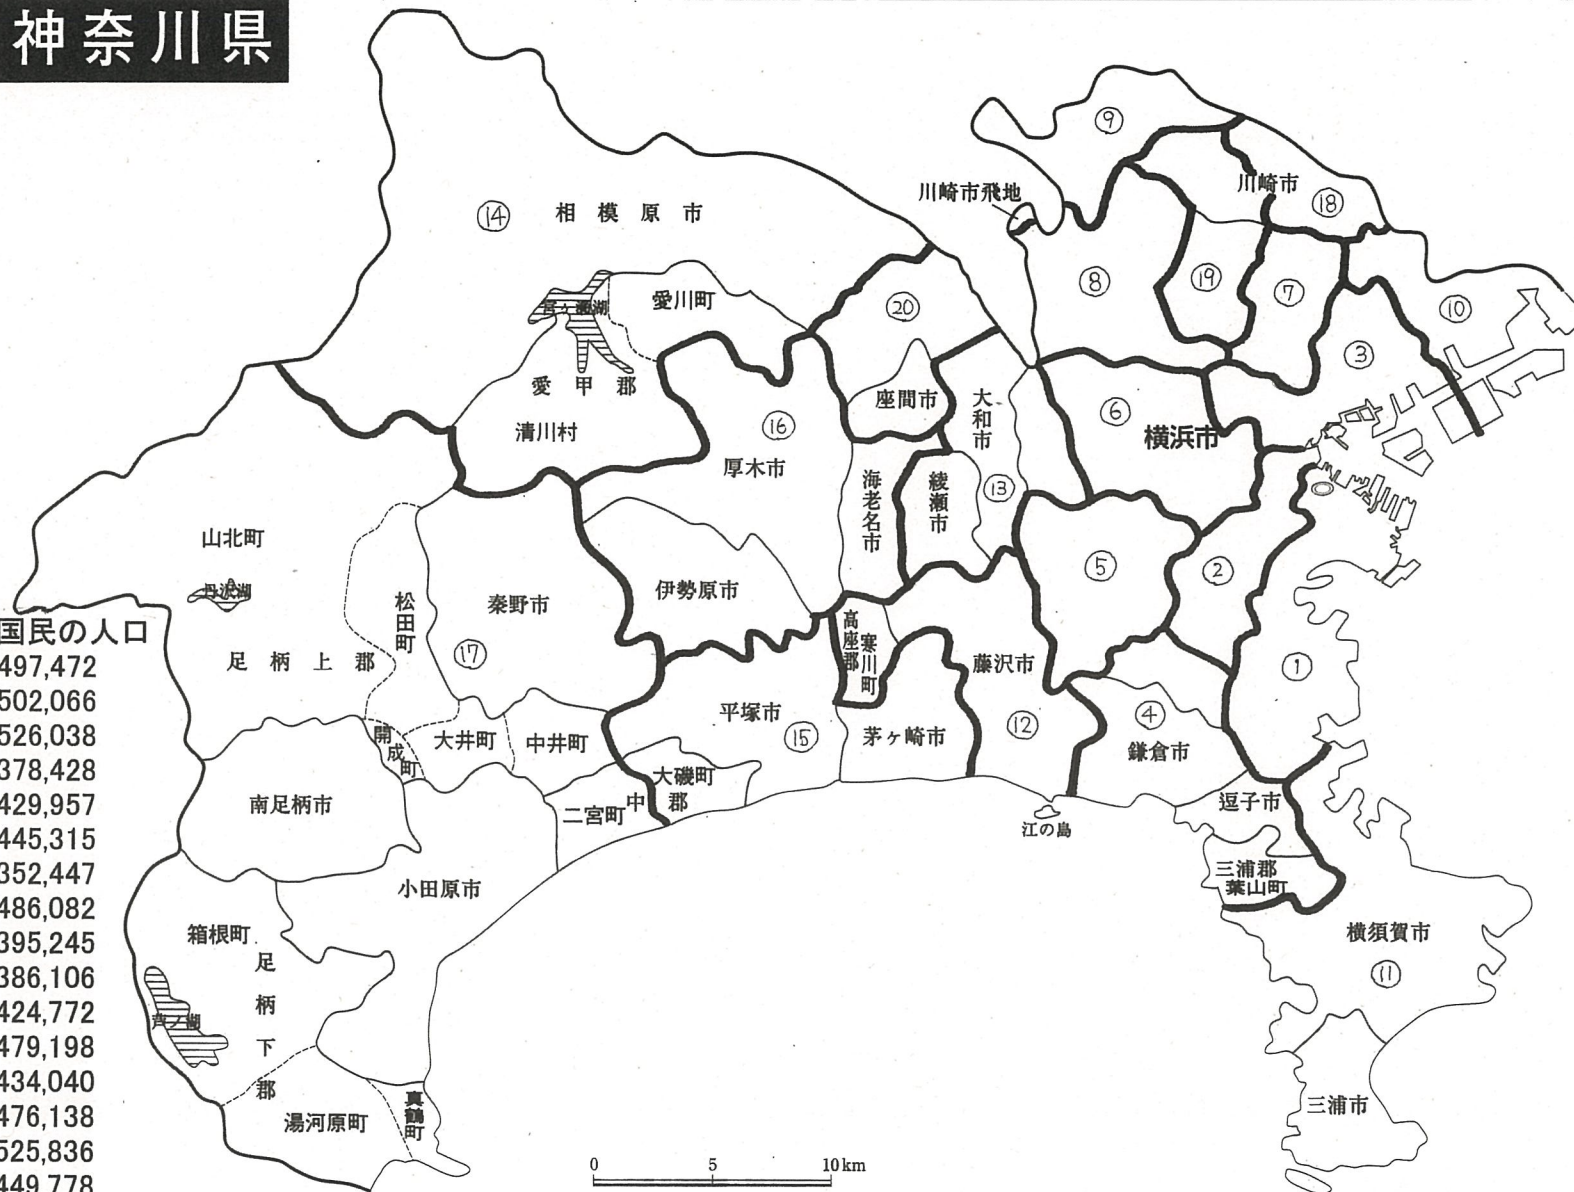 神奈川県
⑨
川崎市
⑱
川崎市飛地
⑭
相模原市
⑧
⑲
⑦
⑩
宮ヶ瀬湖
愛川町
⑳
③
愛甲郡
座間市
大和市
⑥
横浜市
清川村
⑯
厚木市
海老名市
綾瀬市
⑬
山北町
丹沢湖
松田町
秦野市
伊勢原市
⑤
②
国民の人口
497,472
502,066
526,038
378,428
429,957
445,315
352,447
486,082
395,245
386,106
424,772
479,198
434,040
476,138
525,836
449,778
足柄上郡
⑰
高座郡
寒川町
藤沢市
①
開成町
大井町
中井町
平塚市
⑮
茅ヶ崎市
⑫
④
鎌倉市
南足柄市
二宮町
中郡
大磯町
江の島
逗子市
小田原市
三浦郡
葉山町
箱根町
横須賀市
⑪
芦ノ湖
足柄下郡
湯河原町
真鶴町
三浦市
0 5 10km